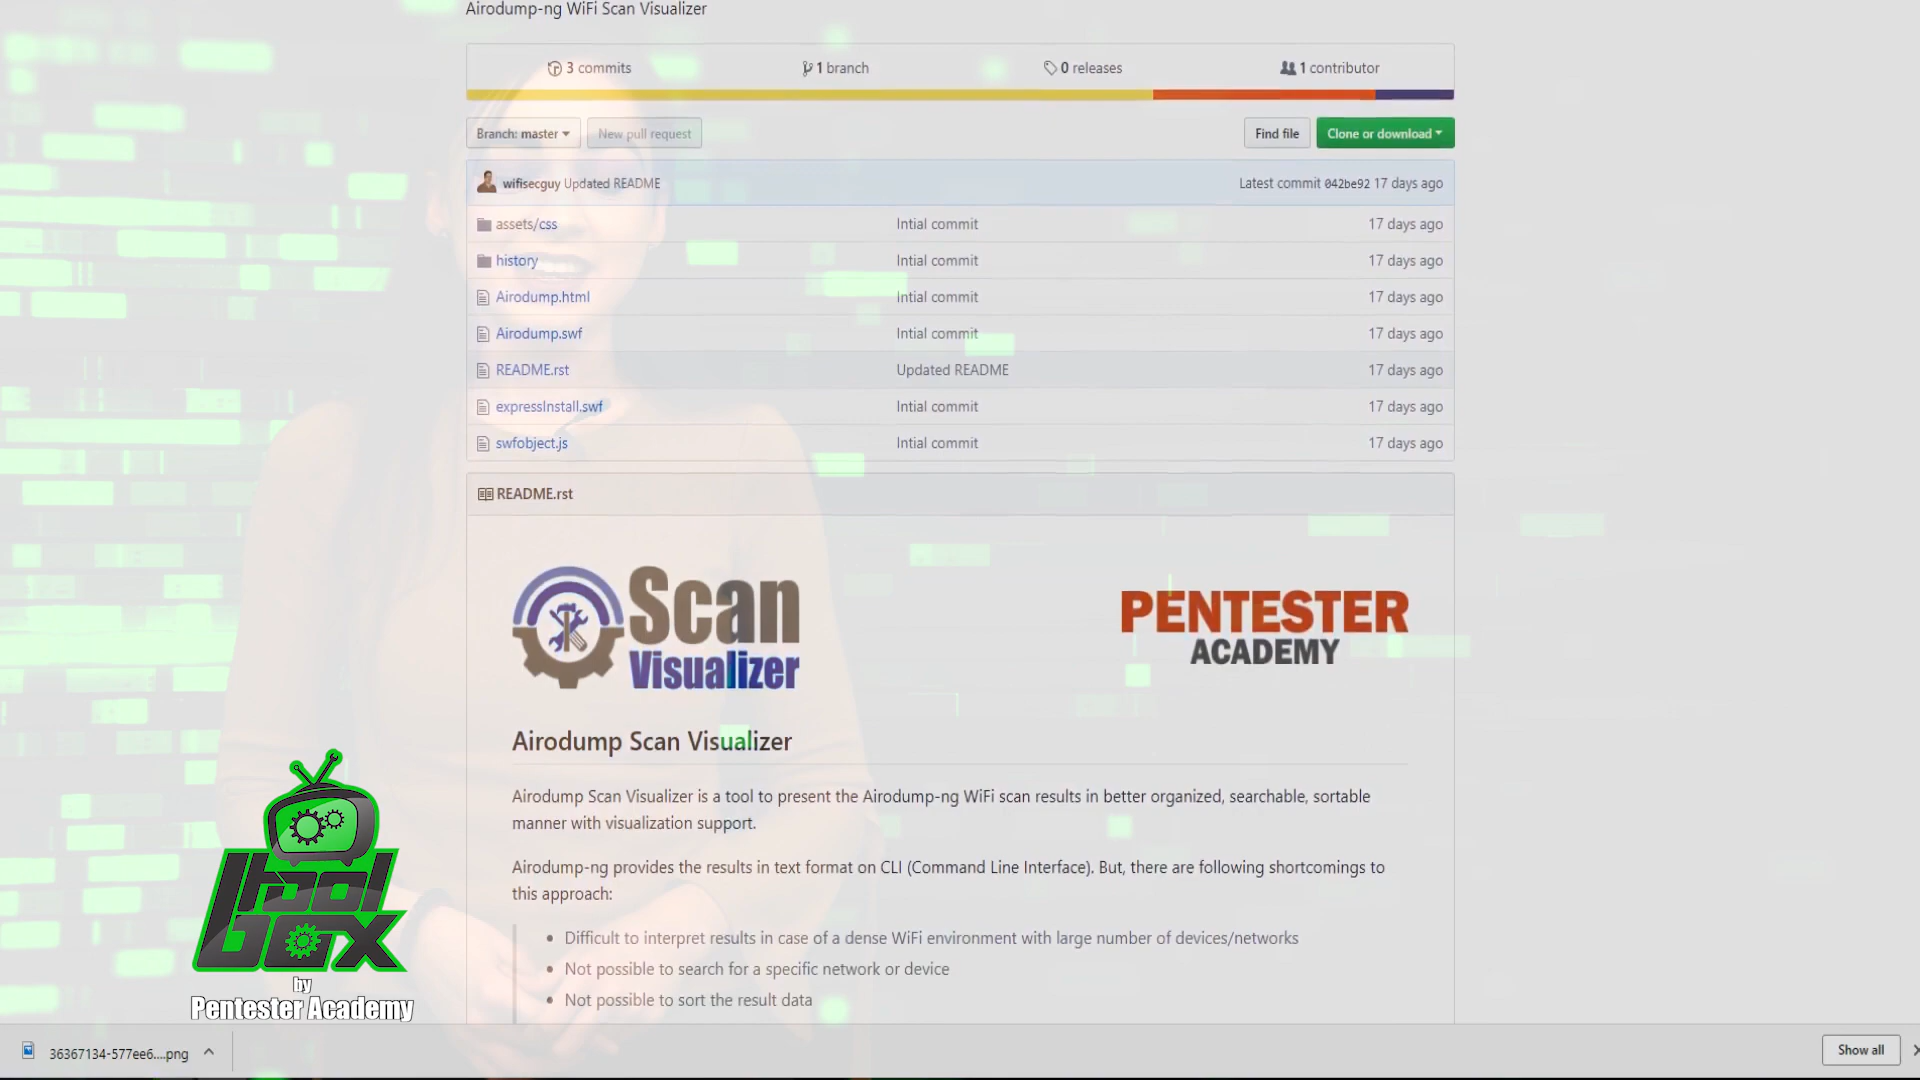 Airodump-ng WiFi Scan Visualizer
3 commits
1 branch
0 releases
1 contributor
Branch: master
New pull request
Find file
Clone or download
wifisecguy Updated README
Latest commit 042be92 17 days ago
assets/css Intial commit 17 days ago
history Intial commit 17 days ago
Airodump.html Intial commit 17 days ago
Airodump.swf Intial commit 17 days ago
README.rst Updated README 17 days ago
expressInstall.swf Intial commit 17 days ago
swfobject.js Intial commit 17 days ago
README.rst
Scan
Visualizer
PENTESTER
ACADEMY
Airodump Scan Visualizer
Airodump Scan Visualizer is a tool to present the Airodump-ng WiFi scan results in better organized, searchable, sortable
manner with visualization support.
Airodump-ng provides the results in text format on CLI (Command Line Interface). But, there are following shortcomings to
this approach:
• Difficult to interpret results in case of a dense WiFi environment with large number of devices/networks
• Not possible to search for a specific network or device
• Not possible to sort the result data
tool
box
by
Pentester Academy
36367134-577ee6....png
Show all